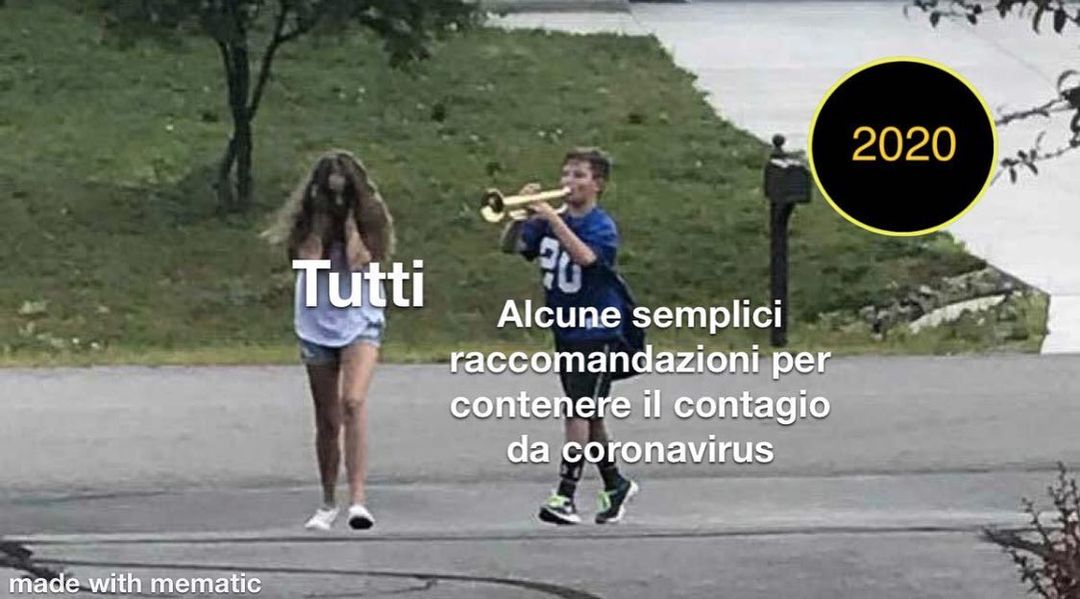 2020
Tutti
20
Alcune semplici
raccomandazioni per
contenere il contagio
da coronavirus
made with mematic